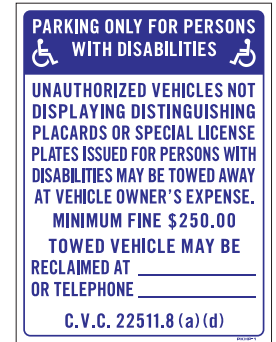 PARKING ONLY FOR PERSONS
WITH DISABILITIES
UNAUTHORIZED VEHICLES NOT
DISPLAYING DISTINGUISHING
PLACARDS OR SPECIAL LICENSE
PLATES ISSUED FOR PERSONS WITH
DISABILITIES MAY BE TOWED AWAY
AT VEHICLE OWNER'S EXPENSE.
MINIMUM FINE $250.00
TOWED VEHICLE MAY BE
RECLAIMED AT
OR TELEPHONE
C.V.C. 22511.8 (a) (d)